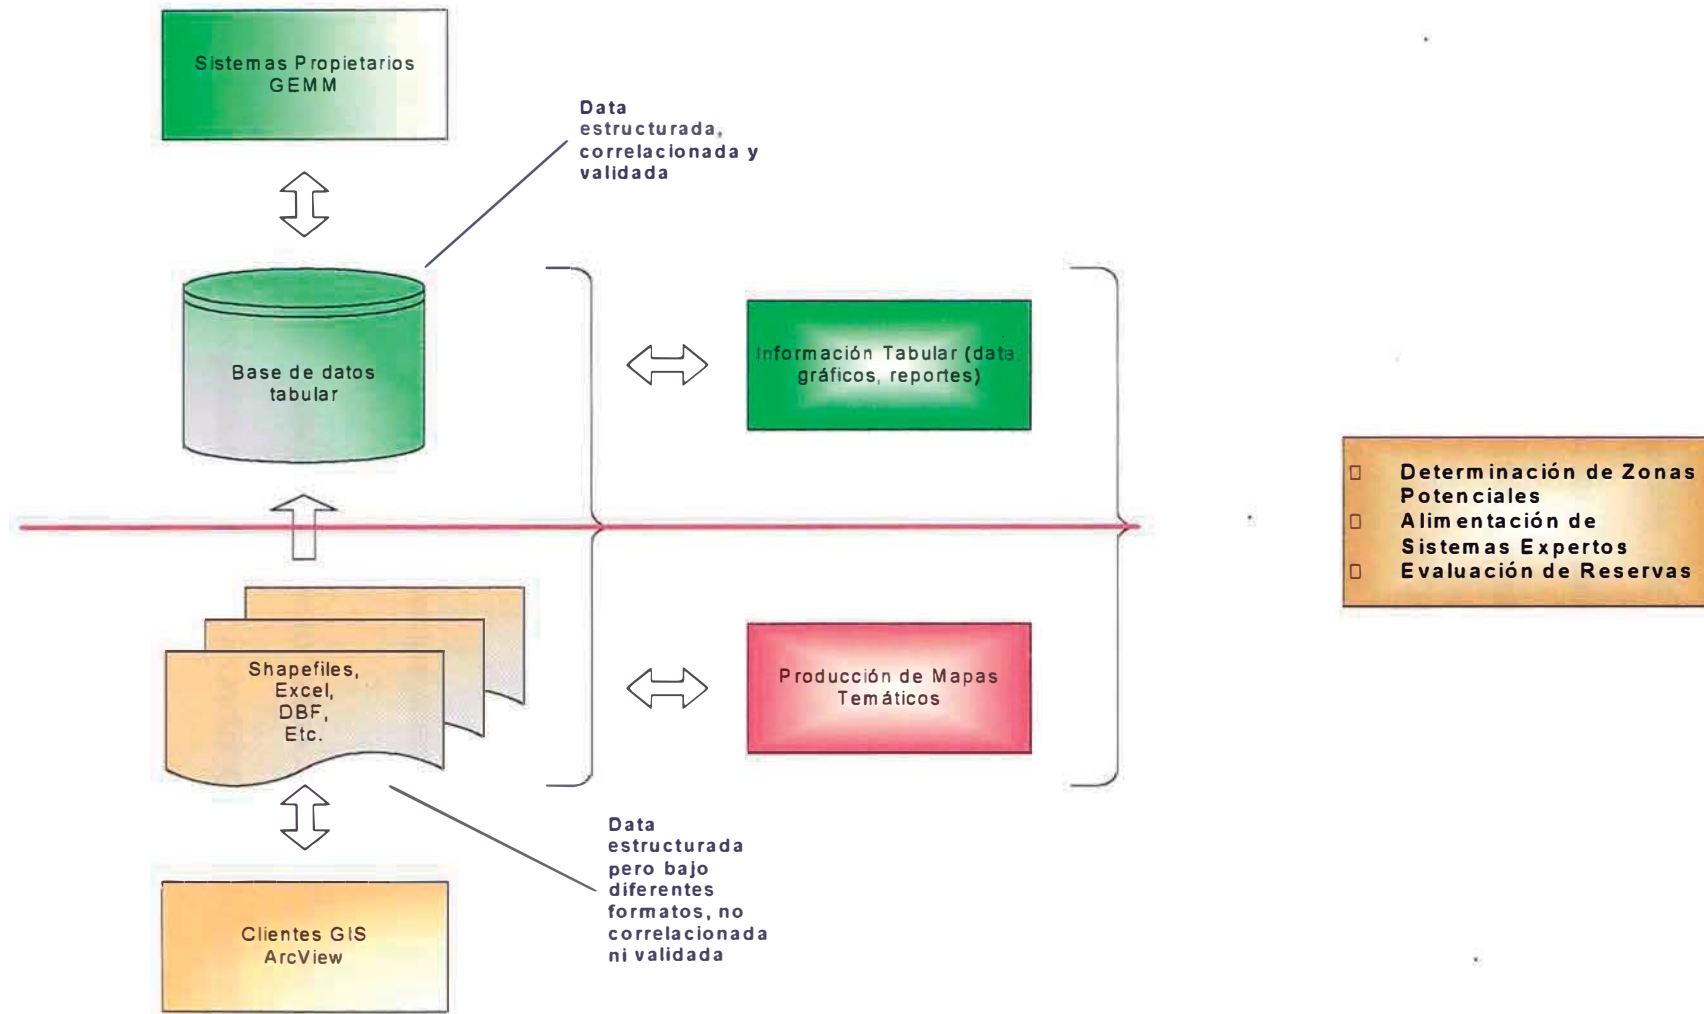 Sistemas Propietarios
GEMM
Data
estructurada,
correlacionada y
validada
Base de datos
tabular
Información Tabular (data,
gráficos, reportes)
Determinación de Zonas
Potenciales
Alimentación de
Sistemas Expertos
Evaluación de Reservas
Shapefiles,
Excel,
DBF,
Etc.
Producción de Mapas
Temáticos
Data
estructurada
pero bajo
diferentes
formatos, no
correlacionada
ni validada
Clientes GIS
ArcView